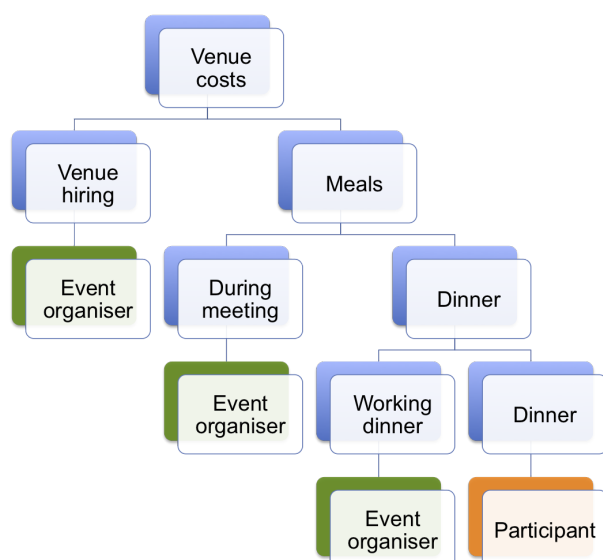 Venue
costs
Venue
hiring
Meals
Event
organiser
During
meeting
Dinner
Event
organiser
Working
dinner
Dinner
Event
organiser
Participant